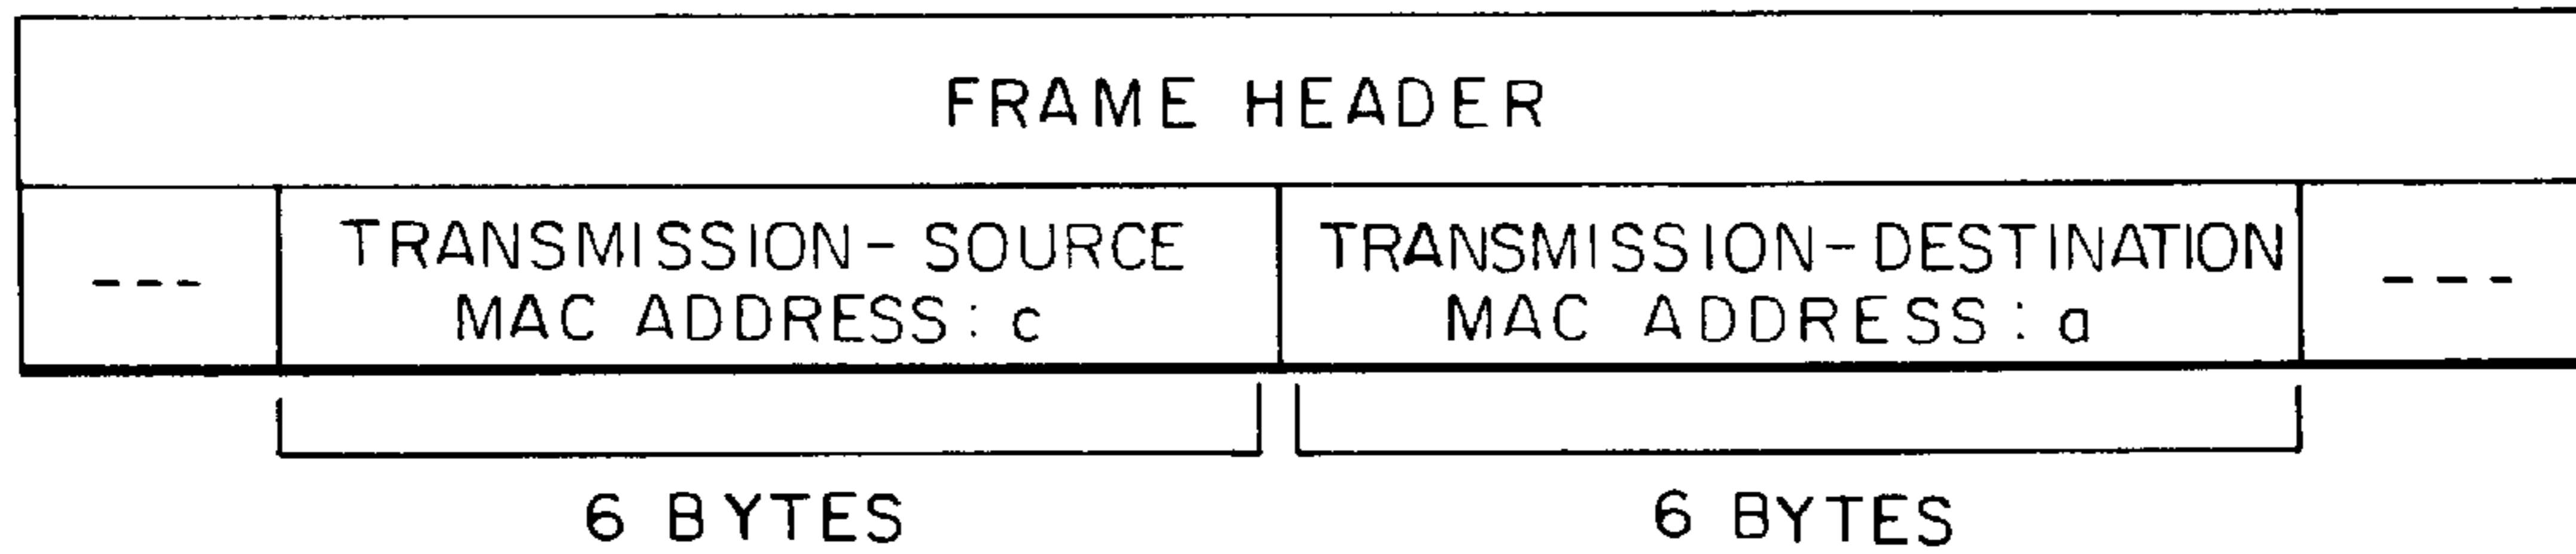 FRAME HEADER
--- TRANSMISSION-SOURCE TRANSMISSION-DESTINATION ---
MAC ADDRESS: c MAC ADDRESS: a
6 BYTES 6 BYTES